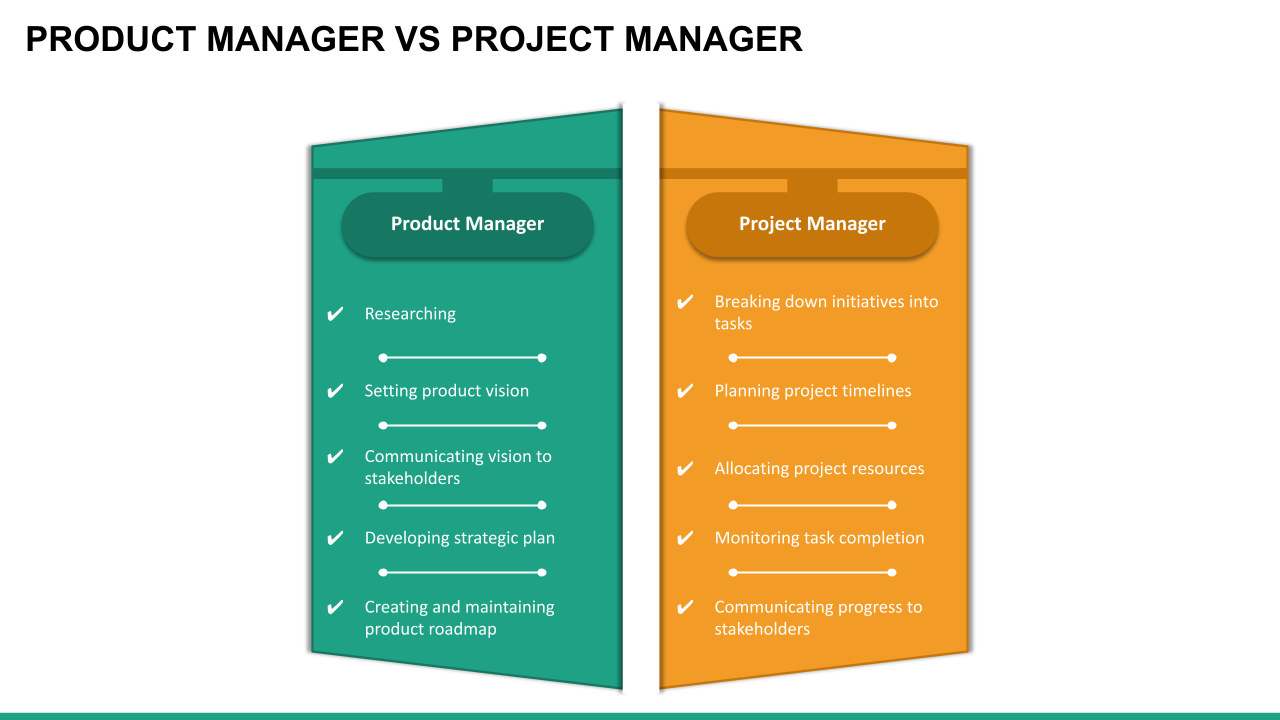 PRODUCT MANAGER VS PROJECT MANAGER
Product Manager
✔ Researching
✔ Setting product vision
✔ Communicating vision to
stakeholders
✔ Developing strategic plan
✔ Creating and maintaining
product roadmap
Project Manager
✔ Breaking down initiatives into
tasks
✔ Planning project timelines
✔ Allocating project resources
✔ Monitoring task completion
✔ Communicating progress to
stakeholders